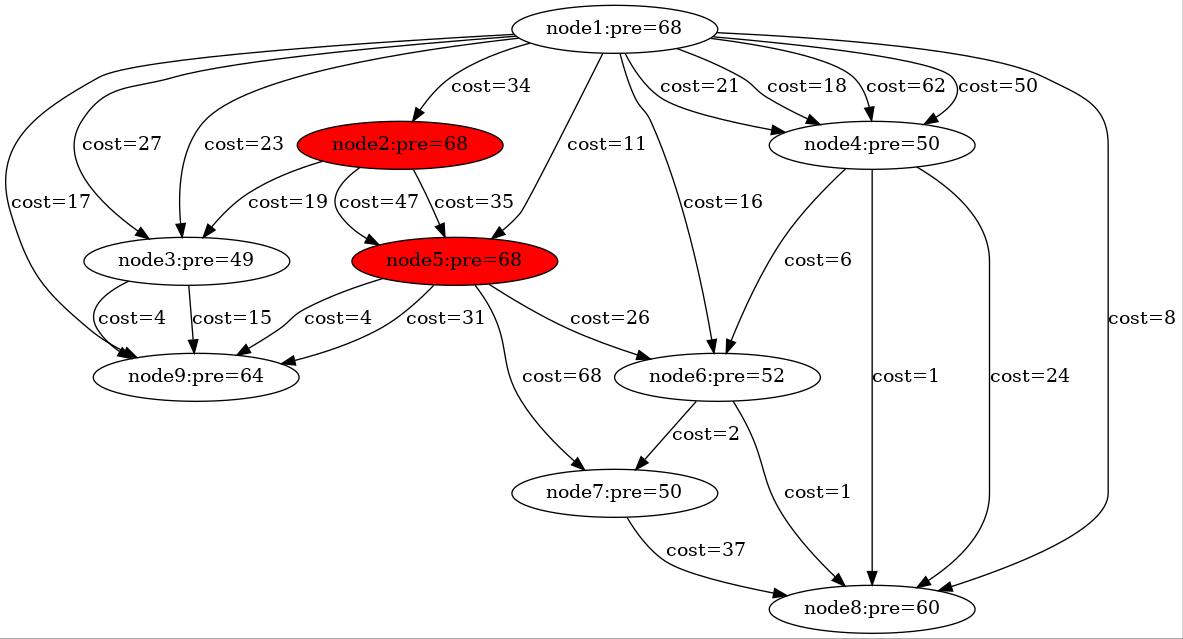 node1:pre=68
cost=34
cost=21
cost=18
cost=62
cost=50
cost=27
cost=23
node2:pre=68
cost=11
node4:pre=50
cost=17
cost=19
cost=47
cost=35
cost=16
node3:pre=49
node5:pre=68
cost=6
cost=4
cost=15
cost=4
cost=31
cost=26
cost=8
node9:pre=64
cost=68
node6:pre=52
cost=1
cost=24
cost=2
node7:pre=50
cost=1
cost=37
node8:pre=60